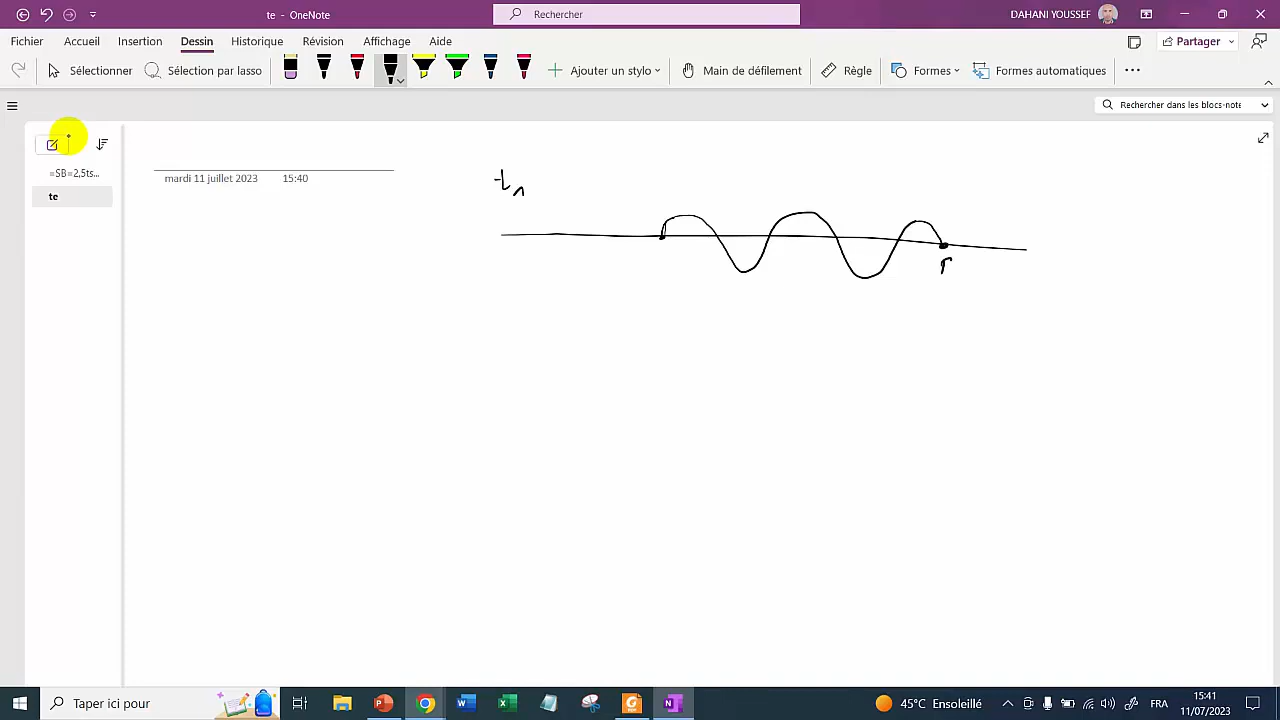 te - OneNote
Rechercher
DAHANI YOUSSEF
Fichier Accueil Insertion Dessin Historique Révision Affichage Aide
Partager
Sélectionner Sélection par lasso Ajouter un stylo Main de défilement Règle Formes Formes automatiques
Rechercher dans les blocs-note
=SB=2,5ts...
te
mardi 11 juillet 2023 15:40
Taper ici pour
45°C Ensoleillé
FRA
15:41
11/07/2023